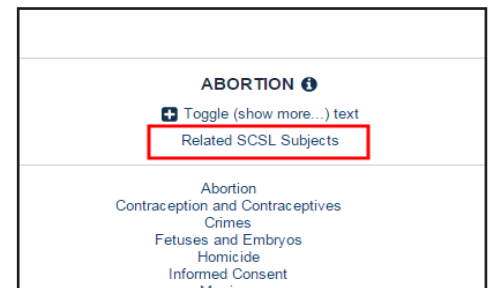 ABORTION
Toggle (show more...) text
Related SCSL Subjects
Abortion
Contraception and Contraceptives
Crimes
Fetuses and Embryos
Homicide
Informed Consent